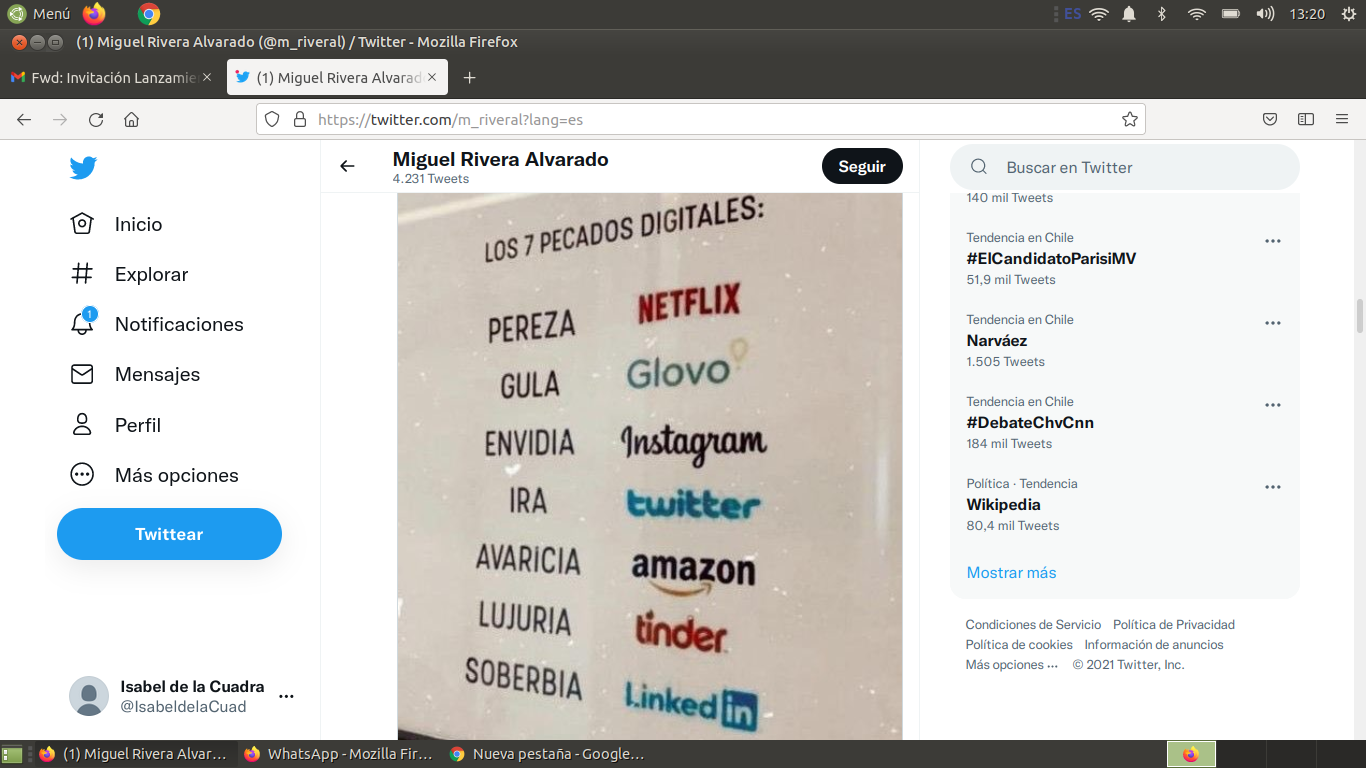 Menú
ES
13:20
(1) Miguel Rivera Alvarado (@m_riveral) / Twitter - Mozilla Firefox
Fwd: Invitación Lanzamie
(1) Miguel Rivera Alvarad
https://twitter.com/m_riveral?lang=es
Miguel Rivera Alvarado
4.231 Tweets
Seguir
Buscar en Twitter
Inicio
Explorar
1
Notificaciones
Mensajes
Perfil
Más opciones
Twittear
Isabel de la Cuadra
@IsabeldelaCuad
LOS 7 PECADOS DIGITALES:
PEREZA NETFLIX
GULA Glovo
ENVIDIA Instagram
IRA twitter
AVARICIA amazon
LUJURIA tinder
SOBERBIA Linked in
140 mil Tweets
Tendencia en Chile
#ElCandidatoParisiMV
51,9 mil Tweets
Tendencia en Chile
Narváez
1.505 Tweets
Tendencia en Chile
#DebateChvCnn
184 mil Tweets
Política · Tendencia
Wikipedia
80,4 mil Tweets
Mostrar más
Condiciones de Servicio Política de Privacidad
Política de cookies Información de anuncios
Más opciones ··· © 2021 Twitter, Inc.
(1) Miguel Rivera Alvar...
WhatsApp - Mozilla Fir...
Nueva pestaña - Google...